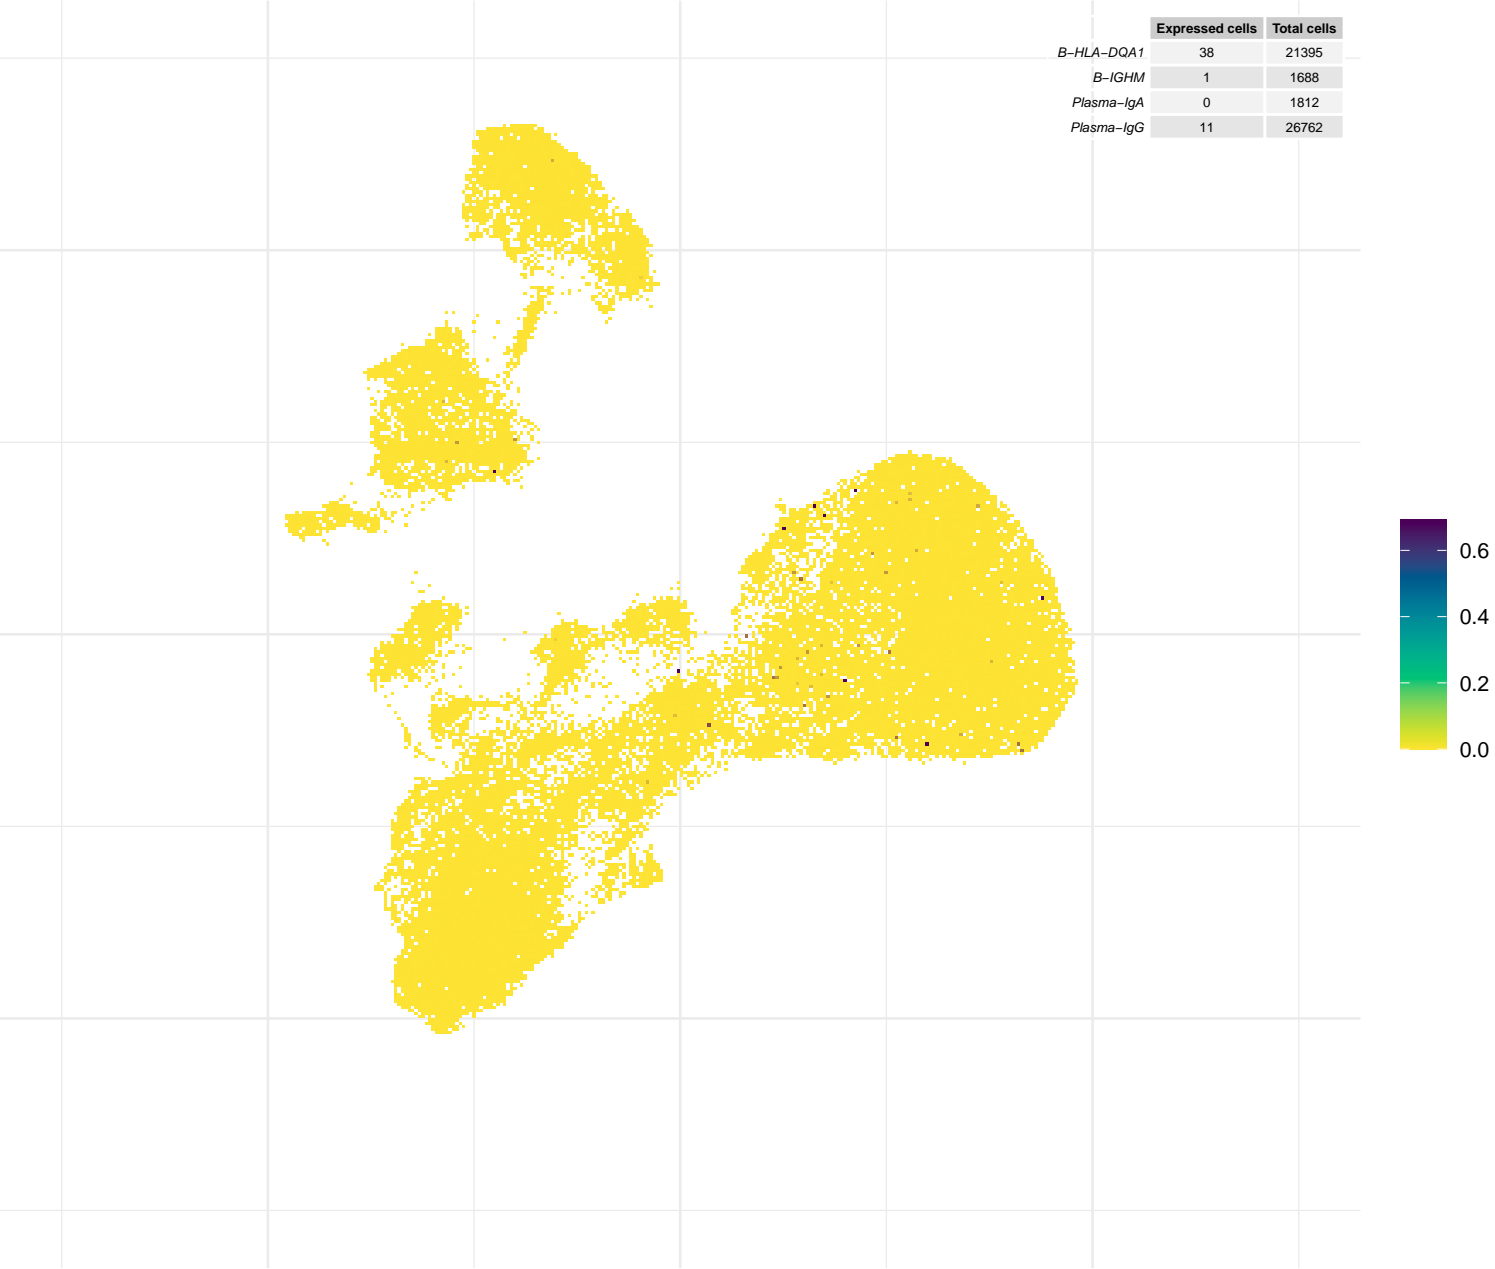 Expressed cells Total cells
B−HLA−DQA1 38 21395
B−IGHM 1 1688
Plasma−IgA 0 1812
Plasma−IgG 11 26762
0.6
0.4
0.2
0.0